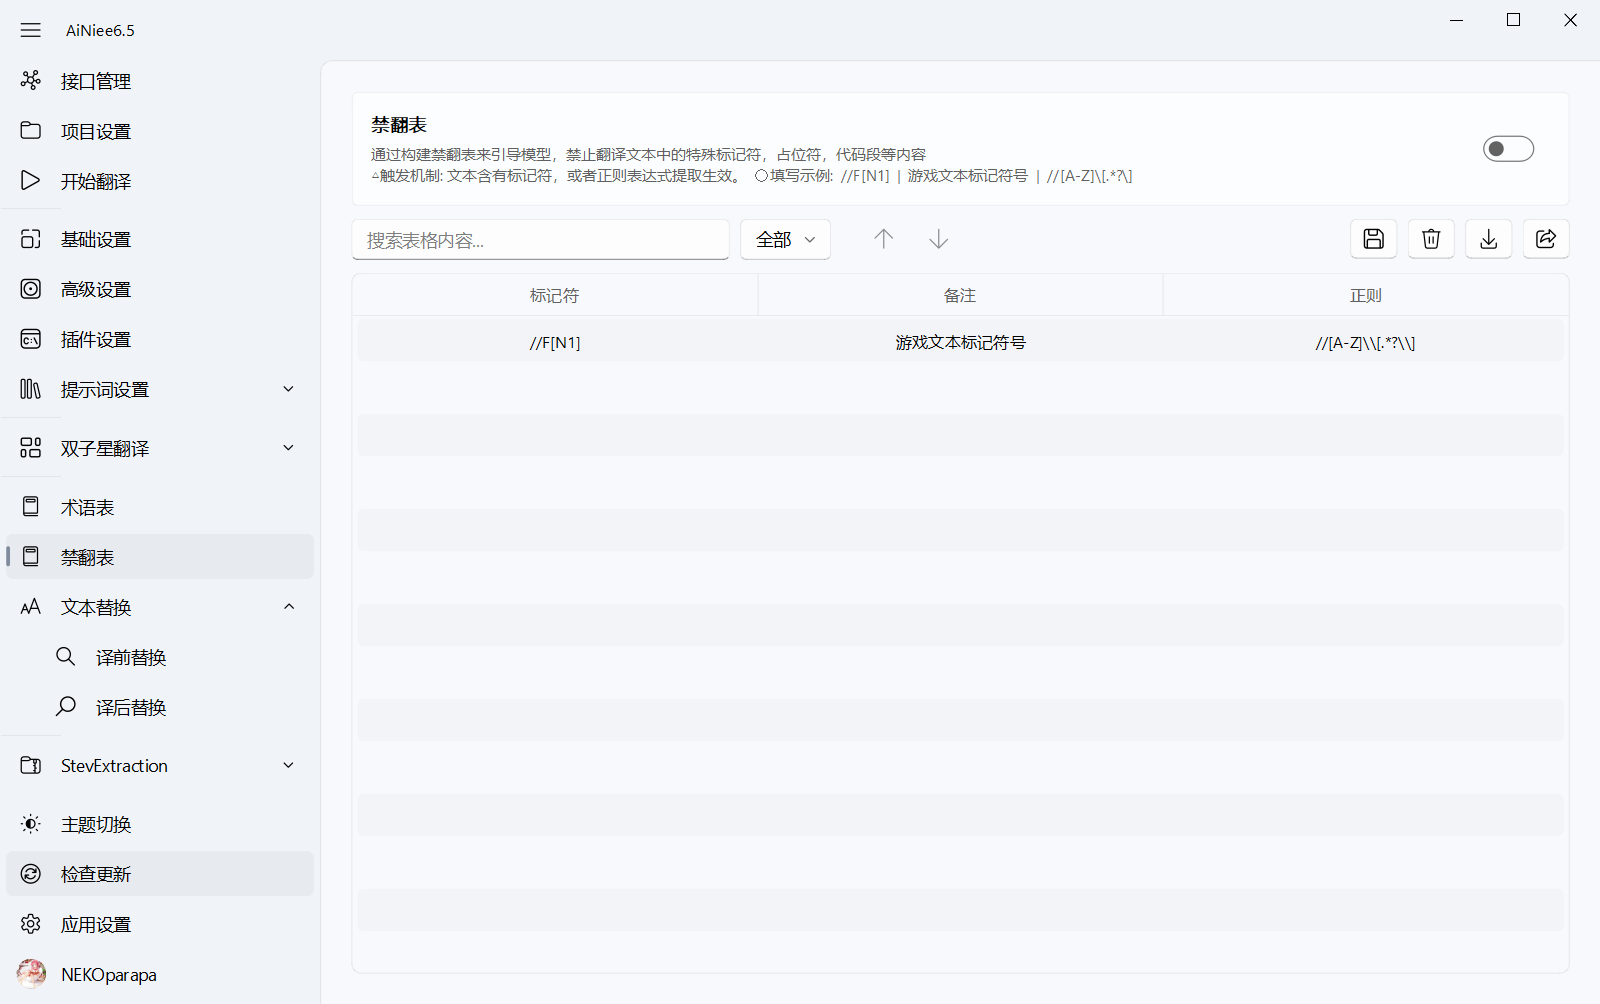 AiNiee6.5
接口管理
项目设置
开始翻译
基础设置
高级设置
插件设置
提示词设置
双子星翻译
术语表
禁翻表
文本替换
译前替换
译后替换
StevExtraction
主题切换
检查更新
应用设置
NEKOparapa
禁翻表
通过构建禁翻表来引导模型，禁止翻译文本中的特殊标记符，占位符，代码段等内容
△触发机制: 文本含有标记符，或者正则表达式提取生效。 ○填写示例: //F[N1] | 游戏文本标记符号 | //[A-Z]\[.*?\]
搜索表格内容... 全部
标记符 备注 正则
//F[N1] 游戏文本标记符号 //[A-Z]\\[.*?\\]